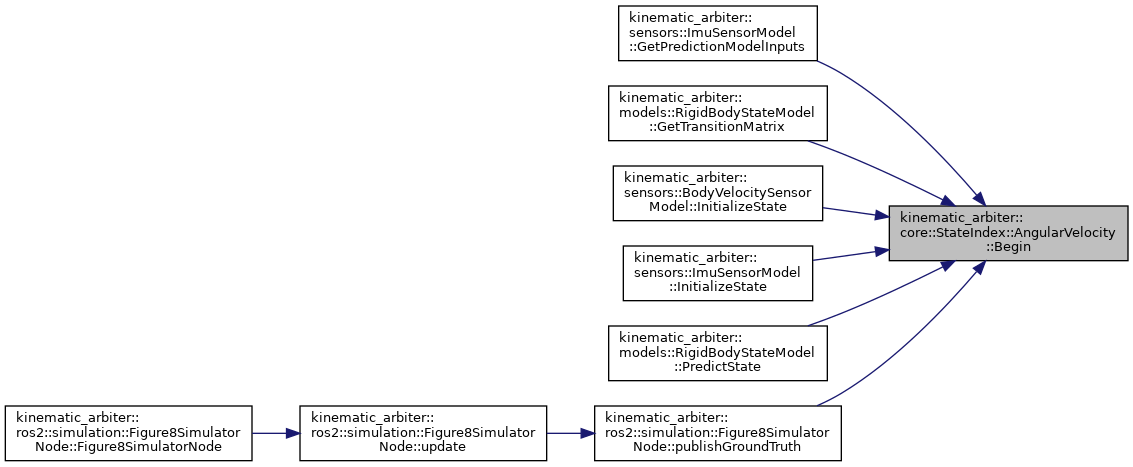 kinematic_arbiter::
sensors::ImuSensorModel
::GetPredictionModelInputs
kinematic_arbiter::
models::RigidBodyStateModel
::GetTransitionMatrix
kinematic_arbiter::
sensors::BodyVelocitySensor
Model::InitializeState
kinematic_arbiter::
core::StateIndex::AngularVelocity
::Begin
kinematic_arbiter::
sensors::ImuSensorModel
::InitializeState
kinematic_arbiter::
models::RigidBodyStateModel
::PredictState
kinematic_arbiter::
ros2::simulation::Figure8Simulator
Node::Figure8SimulatorNode
kinematic_arbiter::
ros2::simulation::Figure8Simulator
Node::update
kinematic_arbiter::
ros2::simulation::Figure8Simulator
Node::publishGroundTruth